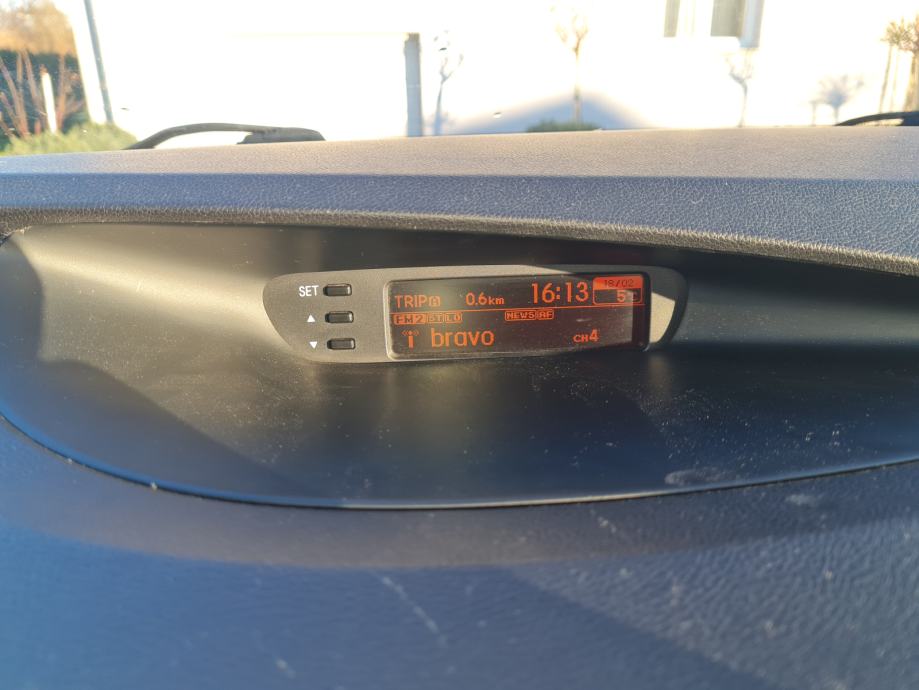 SET
TRIP A 0.6km 16:13 18/02 5°C
FM2 ST LO NEWS AF
bravo CH4